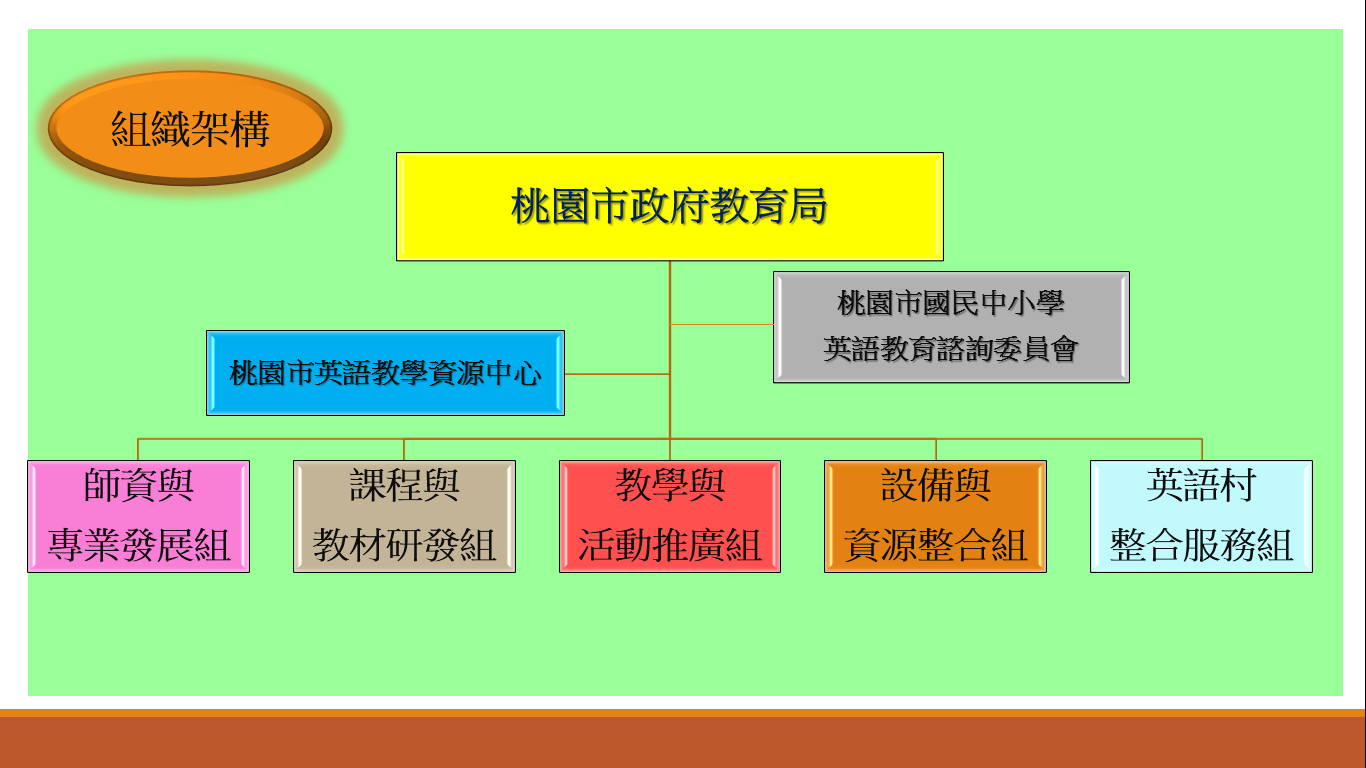 組織架構
桃園市政府教育局
桃園市國民中小學
英語教育諮詢委員會
桃園市英語教學資源中心
師資與
專業發展組
課程與
教材研發組
教學與
活動推廣組
設備與
資源整合組
英語村
整合服務組